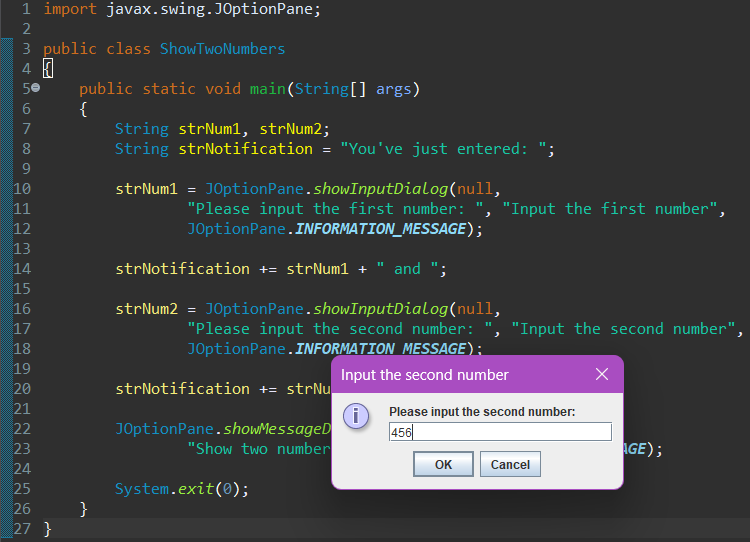 1 import javax.swing.JOptionPane;
2
3 public class ShowTwoNumbers
4 {
5 public static void main(String[] args)
6 {
7 String strNum1, strNum2;
8 String strNotification = "You've just entered: ";
9
10 strNum1 = JOptionPane.showInputDialog(null,
11 "Please input the first number: ", "Input the first number",
12 JOptionPane.INFORMATION_MESSAGE);
13
14 strNotification += strNum1 + " and ";
15
16 strNum2 = JOptionPane.showInputDialog(null,
17 "Please input the second number: ", "Input the second number",
18 JOptionPane.INFORMATION_MESSAGE);
19
20 strNotification += strNu
21
22 JOptionPane.showMessageD
23 "Show two number AGE);
24
25 System.exit(0);
26 }
27 }
Input the second number
Please input the second number:
456
OK Cancel